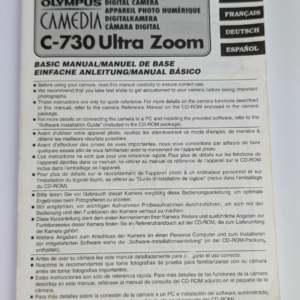 OLYMPUS
DIGITAL CAMERA
APPAREIL PHOTO NUMÉRIQUE
CAMEDIA DIGITALKAMERA
CÁMARA DIGITAL
C-730 Ultra Zoom
FRANÇAIS
DEUTSCH
ESPAÑOL
BASIC MANUAL/MANUEL DE BASE
EINFACHE ANLEITUNG/MANUAL BÁSICO
Before using your camera, read this manual carefully to ensure correct use.
We recommend that you take test shots to get accustomed to your camera before taking important
photographs.
These instructions are only for quick reference. For more details on the functions described
in this manual, refer to the camera Reference Manual on the CD-ROM enclosed in the camera
package.
For more details on connecting the camera to a PC and installing the provided software, refer to the
"Software Installation Guide" (included in the CD-ROM package).
Avant d'utiliser votre appareil photo, veuillez lire attentivement ce mode d'emploi, de manière à
obtenir les meilleurs résultats possibles.
Avant d'effectuer des prises de vues importantes, nous vous conseillons par ailleurs de faire
quelques essais afin de vous familiariser avec le maniement de l'appareil photo.
Ces instructions ne sont que pour une référence rapide. Pour plus de détails sur les fonctions de
l'appareil décrites dans ce manuel, se référer au manuel de référence du CD-ROM
inclus dans l'emballage de l'appareil.
Pour plus de détails sur le raccordement de l'appareil à un ordinateur personnel et sur
l'installation du logiciel fourni, se référer au "Guide d'installation de logiciel" (inclus dans l'emballage
du CD-ROM)
Bitte lesen Sie vor Gebrauch dieser Kamera sorgfältig diese Bedienungsanleitung, um optimale
Ergebnisse beim Fotografieren zu erzielen.
Wir empfehlen, vor wichtigen Aufnahmen Probeaufnahmen durchzuführen, um sich mit der
Bedienung und den Funktionen der Kamera vertraut zu machen.
Diese Kurzanleitung dient dem ersten Kennenlernen Ihrer Kamera. Weitere und ausführliche Angaben zur
Funktionsweise dieser Kamera finden Sie im Referenzhandbuch auf der CD-ROM, die zum Lieferumfang
der Kamera gehört.
Weitere Angaben zum Anschluss der Kamera an einen Personal Computer und zum Installieren
der mitgelieferten Software siehe die "Software-Installationsanleitung" (in der CD-ROM-Packung
enthalten).
Antes de usar su cámara lea este manual detalladamente para asegurar el uso correcto.
Nosotros le recomendamos que tome fotografías de prueba para familiarizarse con su cámara
antes de tomar fotografías importantes.
Estas instrucciones son sólo de referencia rápida. Para más detalles de las funciones de la cámara
descritas en este manual, refiérase al manual de consulta del CD-ROM adjunto en el paquete de la
cámara.
Para más detalles sobre la conexión de la cámara a un PC e instalación del software suministrado,